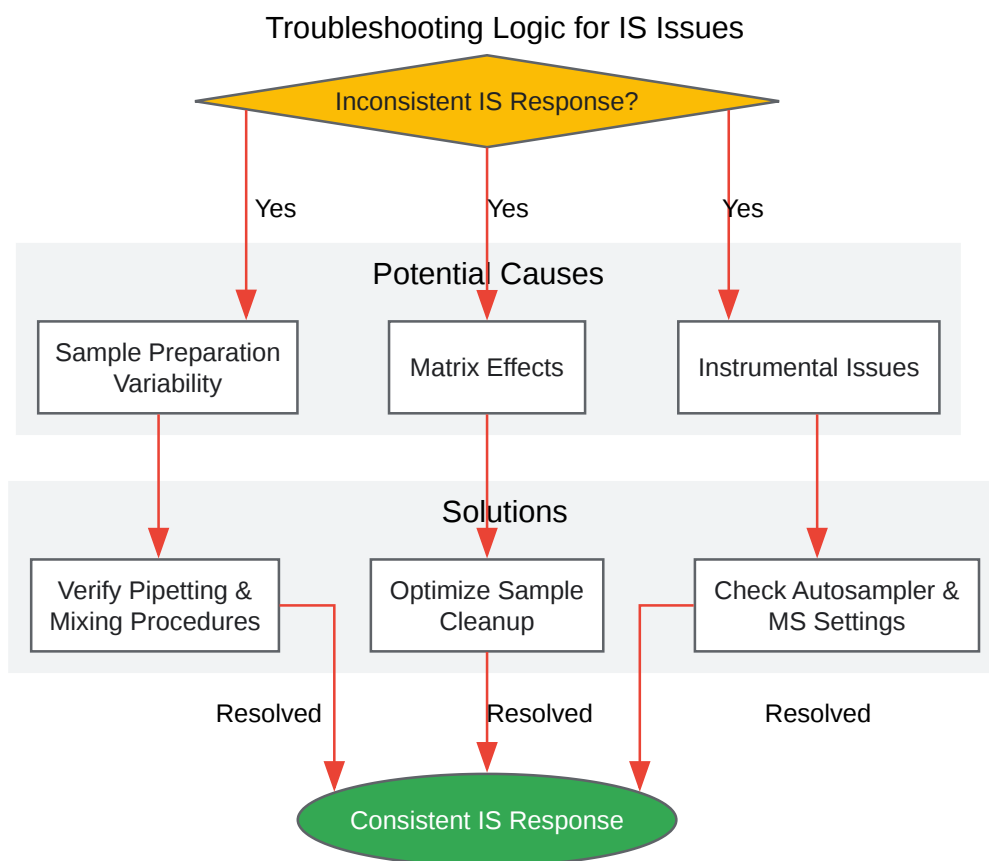 Troubleshooting Logic for IS Issues
Inconsistent IS Response?
Yes
Yes
Yes
Potential Causes
Sample Preparation
Variability
Matrix Effects
Instrumental Issues
Solutions
Verify Pipetting &
Mixing Procedures
Optimize Sample
Cleanup
Check Autosampler &
MS Settings
Resolved
Resolved
Resolved
Consistent IS Response